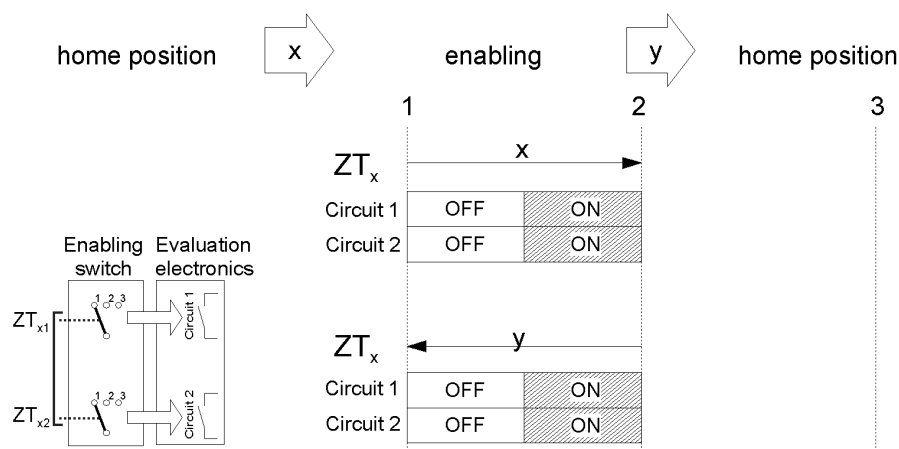 home position x enabling y home position
1 2 3
ZTx x
Circuit 1 OFF ON
Circuit 2 OFF ON
Enabling switch
Evaluation electronics
1 2 3
ZTx1
Circuit 1
1 2 3
ZTx2
Circuit 2
ZTx y
Circuit 1 OFF ON
Circuit 2 OFF ON